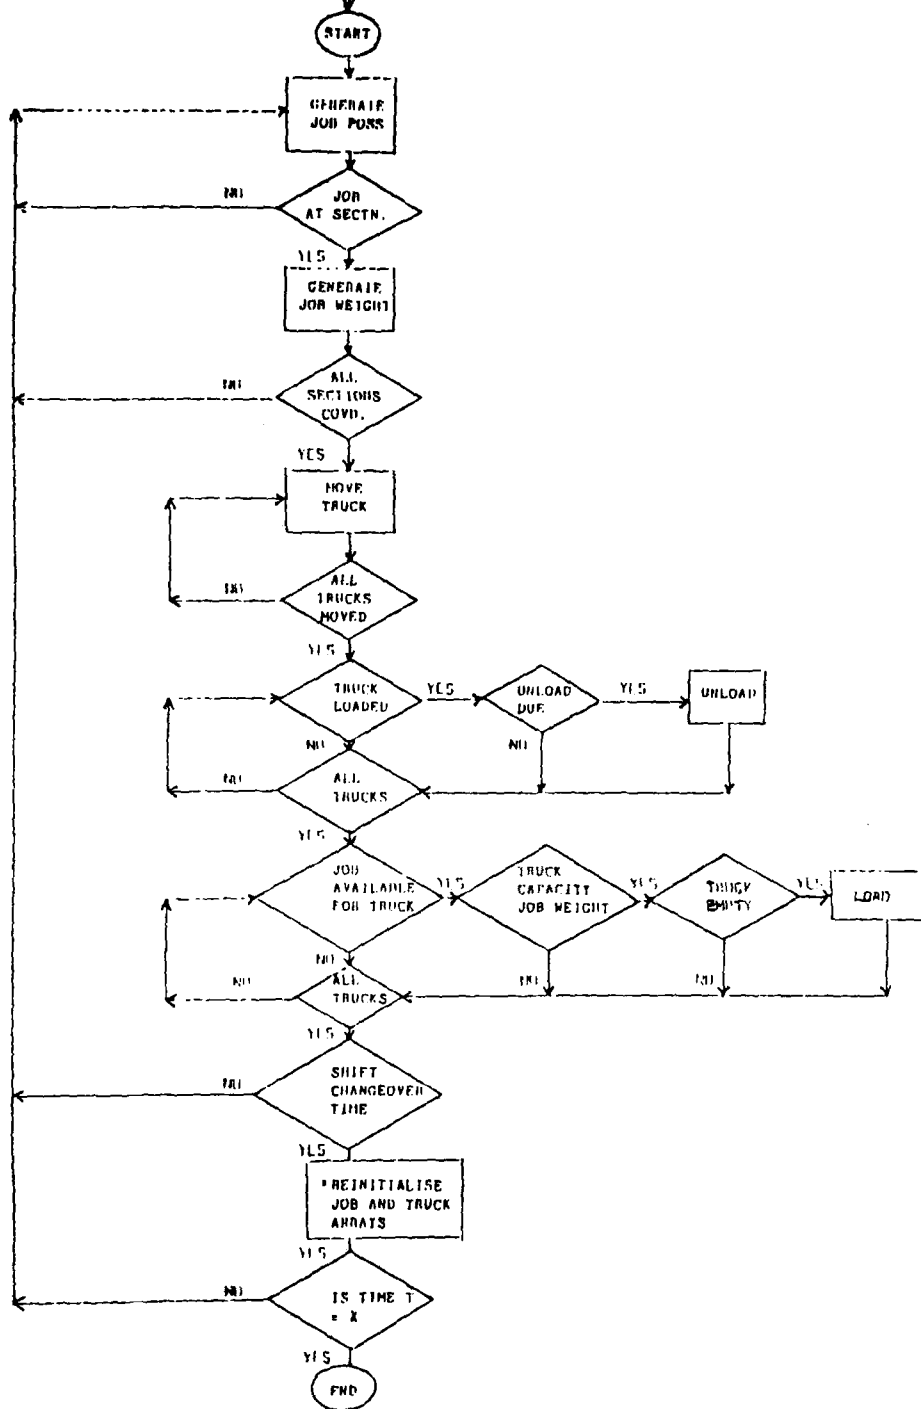 START
GENERATE
JOB POSS
NO
JOB
AT SECTN.
YES
GENERATE
JOB WEIGHT
NO
ALL
SECTIONS
COVD.
YES
MOVE
TRUCK
NO
ALL
TRUCKS
MOVED
YES
TRUCK
LOADED
YES
UNLOAD
DUE
YES
UNLOAD
NO
NO
NO
ALL
TRUCKS
YES
JOB
AVAILABLE
FOR TRUCK
YES
TRUCK
CAPACITY
JOB WEIGHT
YES
TRUCK
EMPTY
YES
LOAD
NO
NO
NO
NO
ALL
TRUCKS
YES
NO
SHIFT
CHANGEOVER
TIME
YES
*REINITIALISE
JOB AND TRUCK
ARRAYS
YES
NO
IS TIME T
= X
YES
END